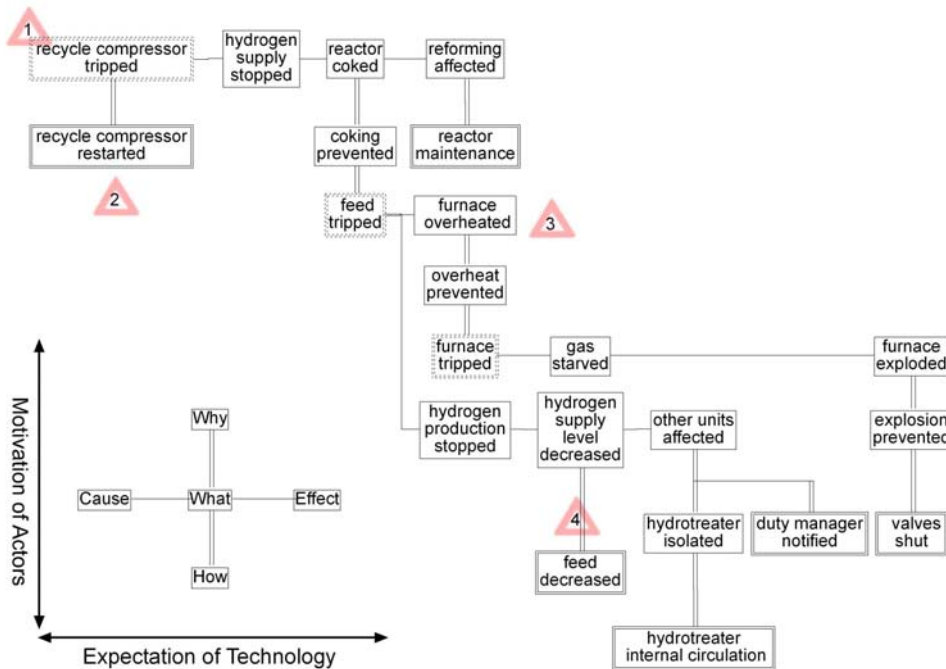 1
recycle compressor
tripped
hydrogen
supply
stopped
reactor
coked
reforming
affected
recycle compressor
restarted
2
coking
prevented
reactor
maintenance
feed
tripped
furnace
overheated
3
overheat
prevented
furnace
tripped
gas
starved
furnace
exploded
hydrogen
production
stopped
hydrogen
supply
level
decreased
other units
affected
explosion
prevented
4
feed
decreased
hydrotreater
isolated
duty manager
notified
valves
shut
hydrotreater
internal circulation
Motivation of Actors
Why
Cause
What
Effect
How
Expectation of Technology